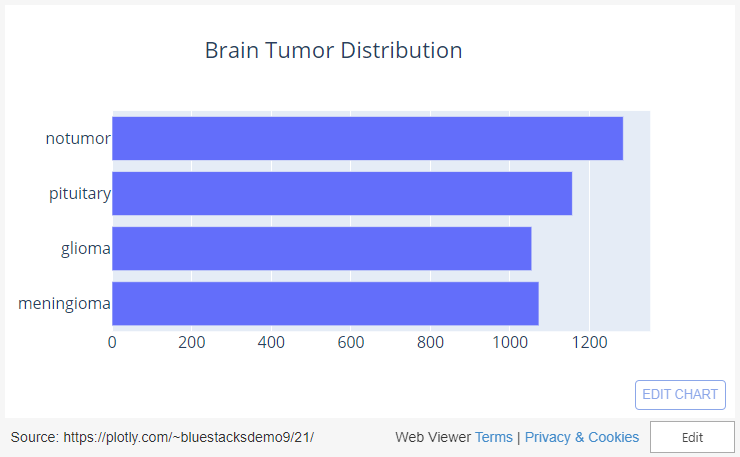 Brain Tumor Distribution
notumor
pituitary
glioma
meningioma
0 200 400 600 800 1000 1200
EDIT CHART
Source: https://plotly.com/~bluestacksdemo9/21/ Web Viewer Terms | Privacy & Cookies Edit